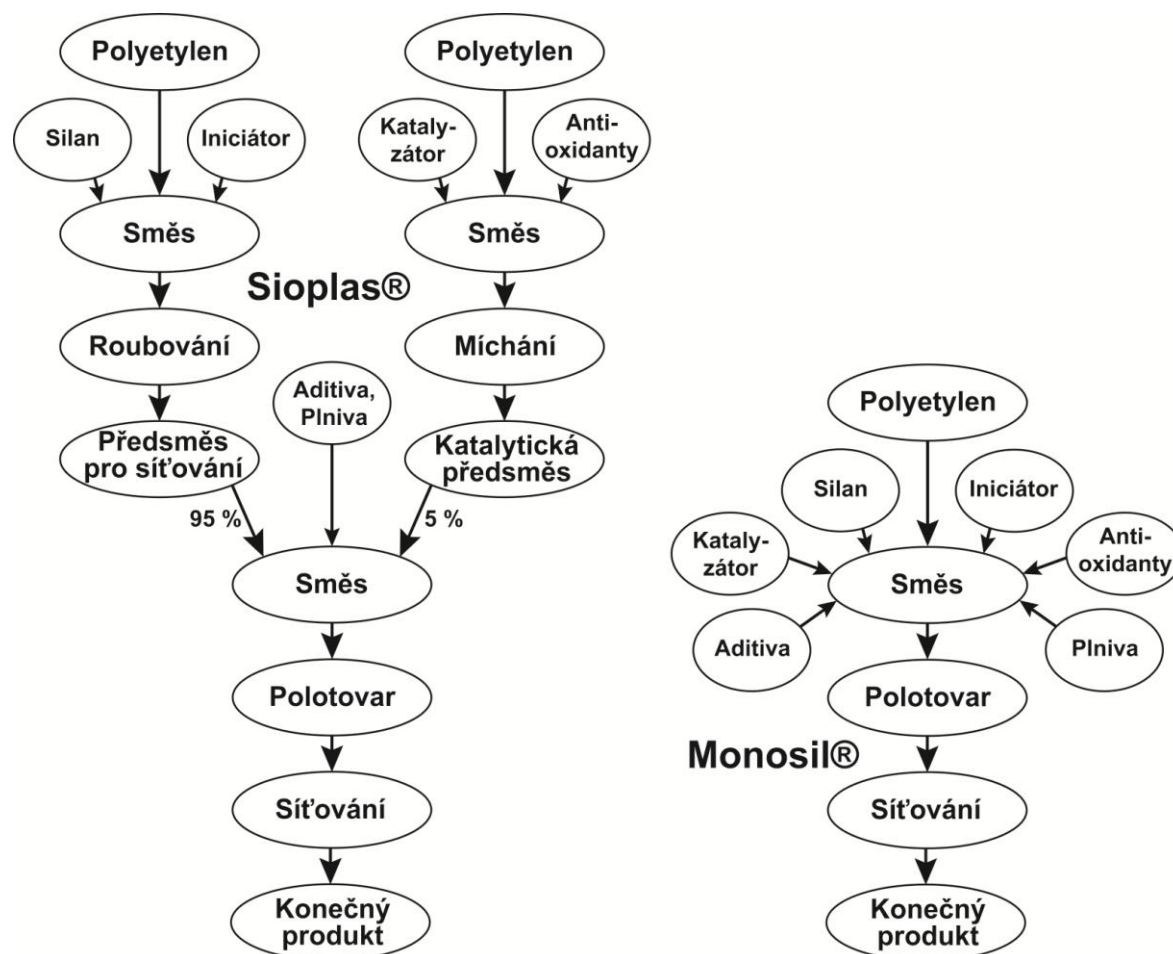 Polyetylen
Polyetylen
Silan
Iniciátor
Kataly-
zátor
Anti-
oxidanty
Směs
Směs
Sioplas®
Roubování
Míchání
Aditiva,
Plniva
Předsměs
pro síťování
Katalytická
předsměs
95 %
5 %
Směs
Polotovar
Síťování
Konečný
produkt
Polyetylen
Silan
Iniciátor
Kataly-
zátor
Anti-
oxidanty
Směs
Aditiva
Plniva
Polotovar
Monosil®
Síťování
Konečný
produkt